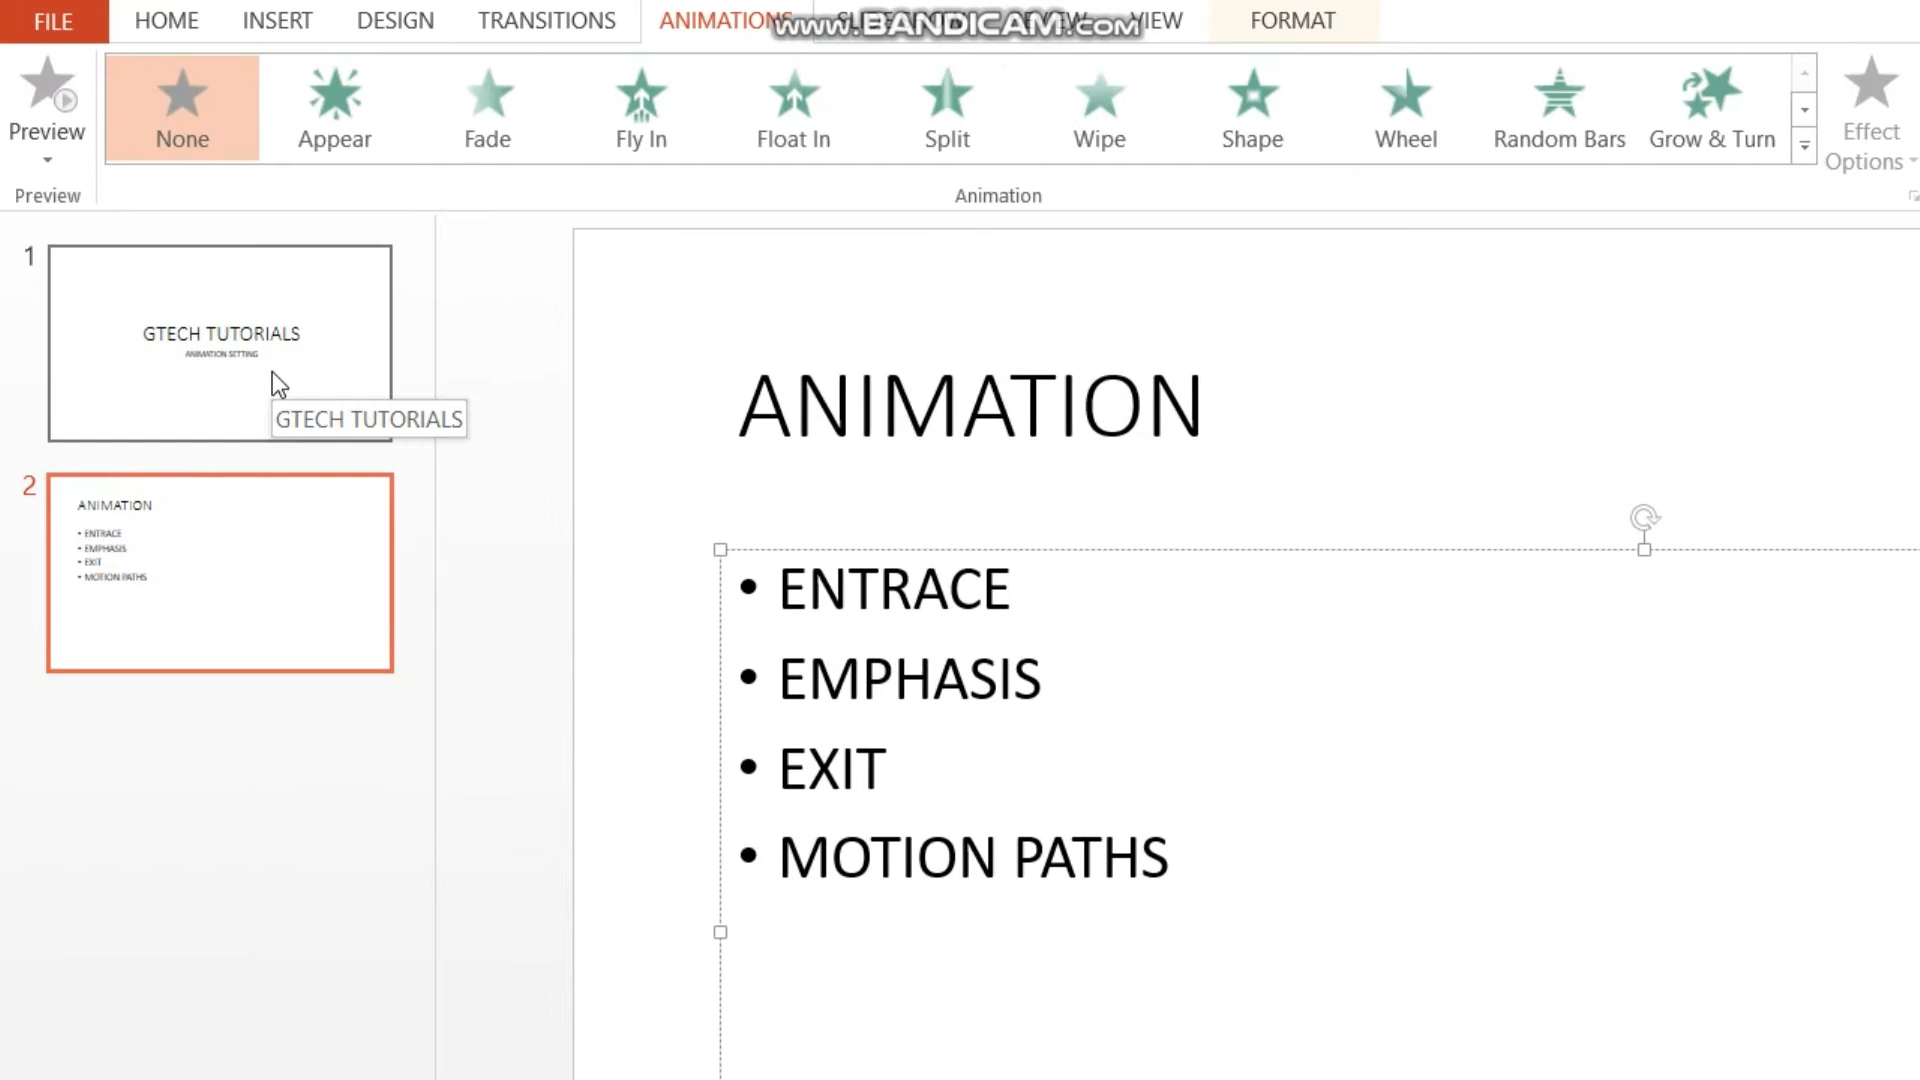 FILE HOME INSERT DESIGN TRANSITIONS ANIMATIONS VIEW FORMAT
www.BANDICAM.com
Preview None Appear Fade Fly In Float In Split Wipe Shape Wheel Random Bars Grow & Turn Effect
Options
Preview Animation
1
GTECH TUTORIALS
ANIMATION SETTING
GTECH TUTORIALS
2
ANIMATION
• ENTRACE
• EMPHASIS
• EXIT
• MOTION PATHS
ANIMATION
• ENTRACE
• EMPHASIS
• EXIT
• MOTION PATHS